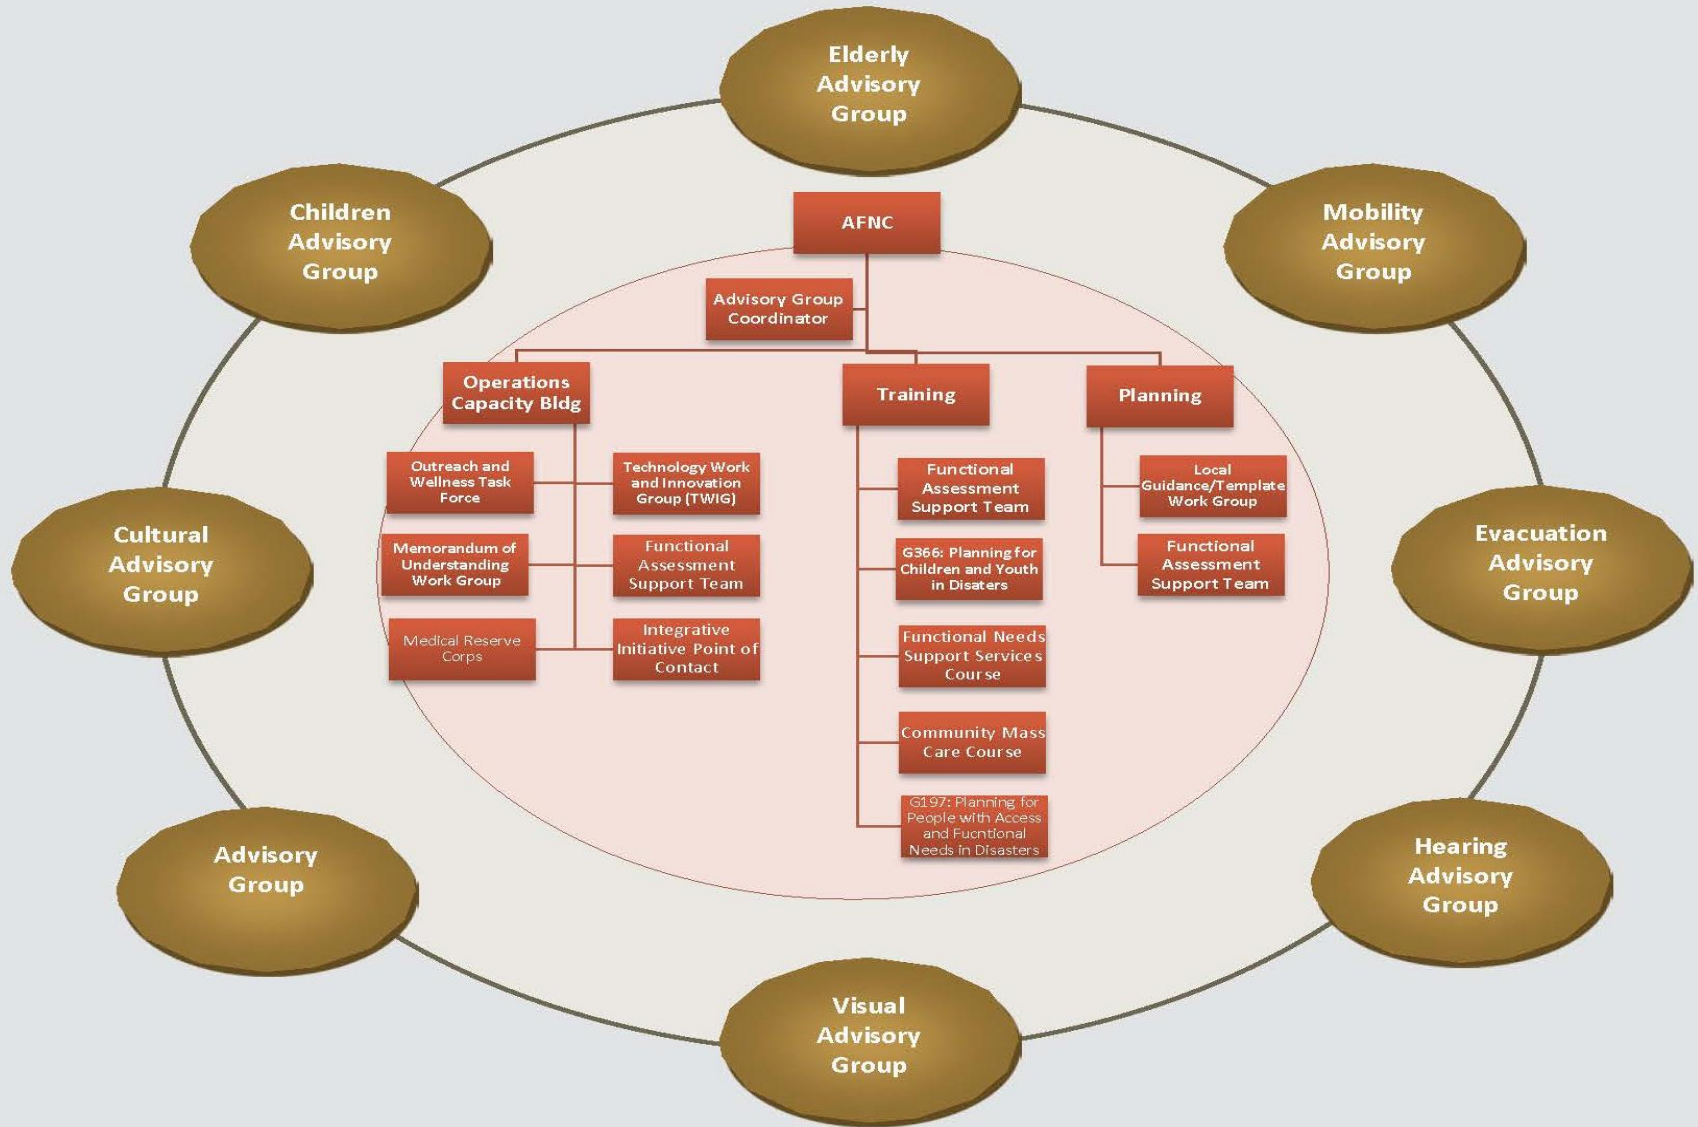 Elderly
Advisory
Group
Children
Advisory
Group
Mobility
Advisory
Group
AFNC
Advisory Group
Coordinator
Operations
Capacity Bldg
Training
Planning
Outreach and
Wellness Task
Force
Technology Work
and Innovation
Group (TWIG)
Functional
Assessment
Support Team
Local
Guidance/Template
Work Group
Memorandum of
Understanding
Work Group
Functional
Assessment
Support Team
G366: Planning for
Children and Youth
in Disaters
Functional
Assessment
Support Team
Cultural
Advisory
Group
Evacuation
Advisory
Group
Medical Reserve
Corps
Integrative
Initiative Point of
Contact
Functional Needs
Support Services
Course
Community Mass
Care Course
G197: Planning for
People with Access
and Fucntional
Needs in Disasters
Advisory
Group
Hearing
Advisory
Group
Visual
Advisory
Group